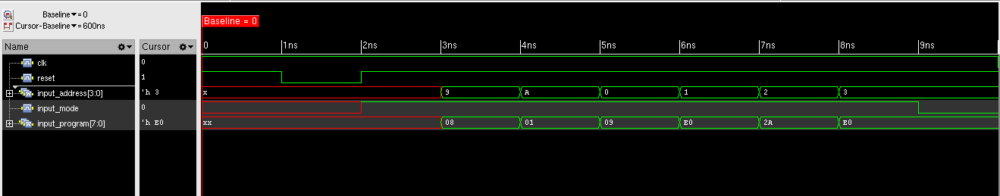 Baseline▼= 0
Cursor-Baseline▼= 600ns
Baseline = 0
Name Cursor 0 1ns 2ns 3ns 4ns 5ns 6ns 7ns 8ns 9ns
clk 0
reset 1
input_address[3:0] 'h 3 x 9 A 0 1 2 3
input_mode 0
input_program[7:0] 'h E0 xx 08 01 09 E0 2A E0